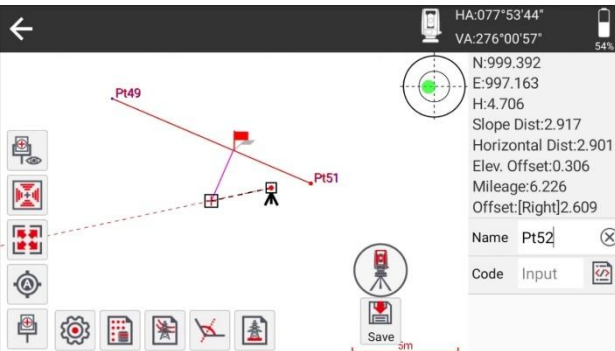 HA:077°53'44"
VA:276°00'57"
54%
N:999.392
E:997.163
H:4.706
Slope Dist:2.917
Horizontal Dist:2.901
Elev. Offset:0.306
Mileage:6.226
Offset:[Right]2.609
Name Pt52
Code Input
Pt49
Pt51
A
Save
5m